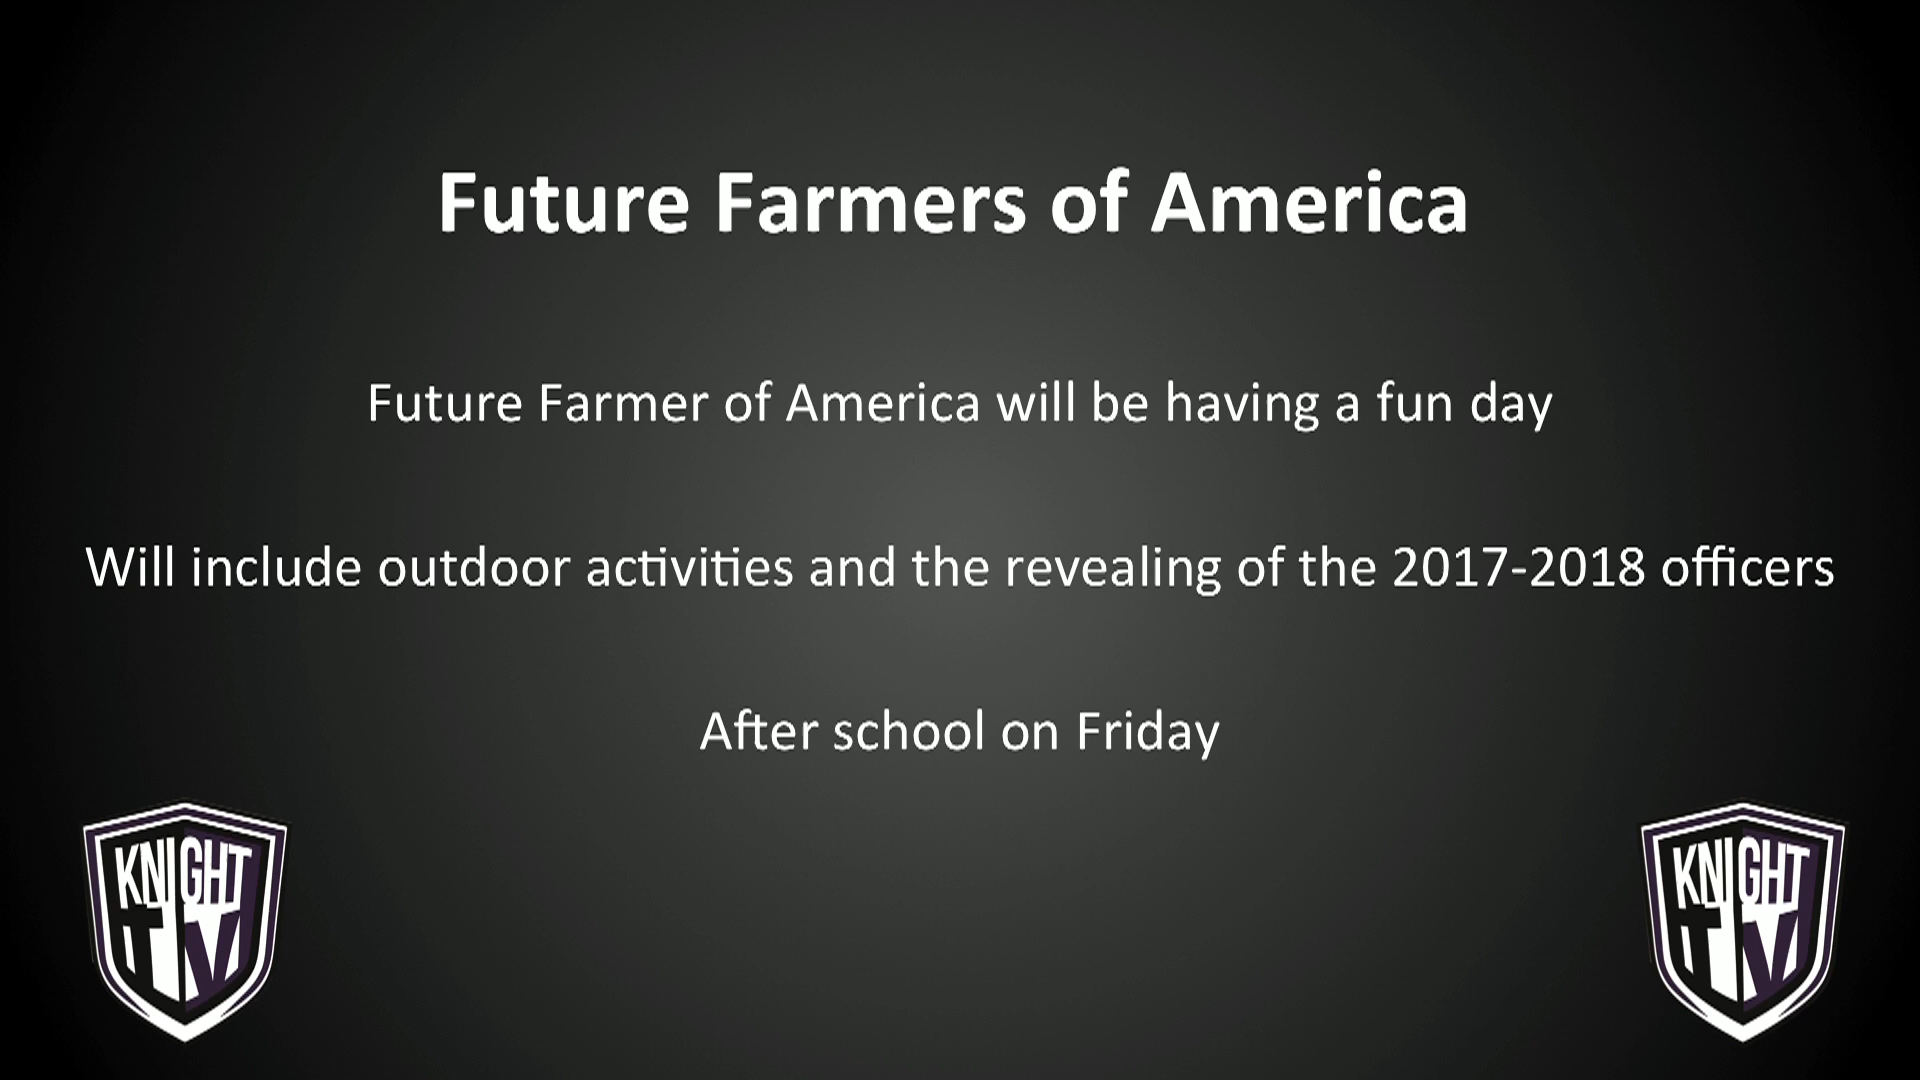 Future Farmers of America
Future Farmer of America will be having a fun day
Will include outdoor activities and the revealing of the 2017-2018 officers
After school on Friday
KNIGHT
TV
KNIGHT
TV